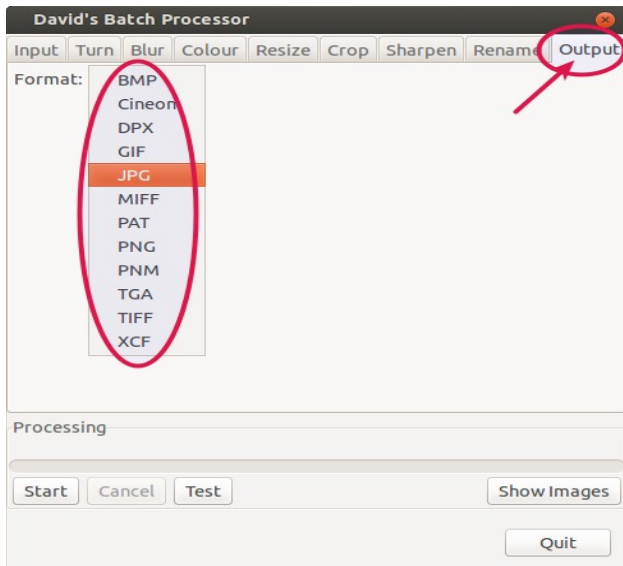 David's Batch Processor
Input Turn Blur Colour Resize Crop Sharpen Rename Output
Format: BMP
Cineon
DPX
GIF
JPG
MIFF
PAT
PNG
PNM
TGA
TIFF
XCF
Processing
Start Cancel Test Show Images
Quit